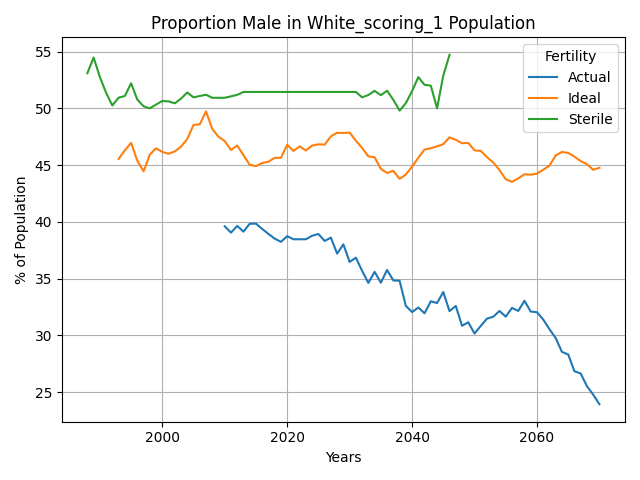 Proportion Male in White_scoring_1 Population
Fertility
Actual
Ideal
Sterile
% of Population
55
50
45
40
35
30
25
2000
2020
2040
2060
Years